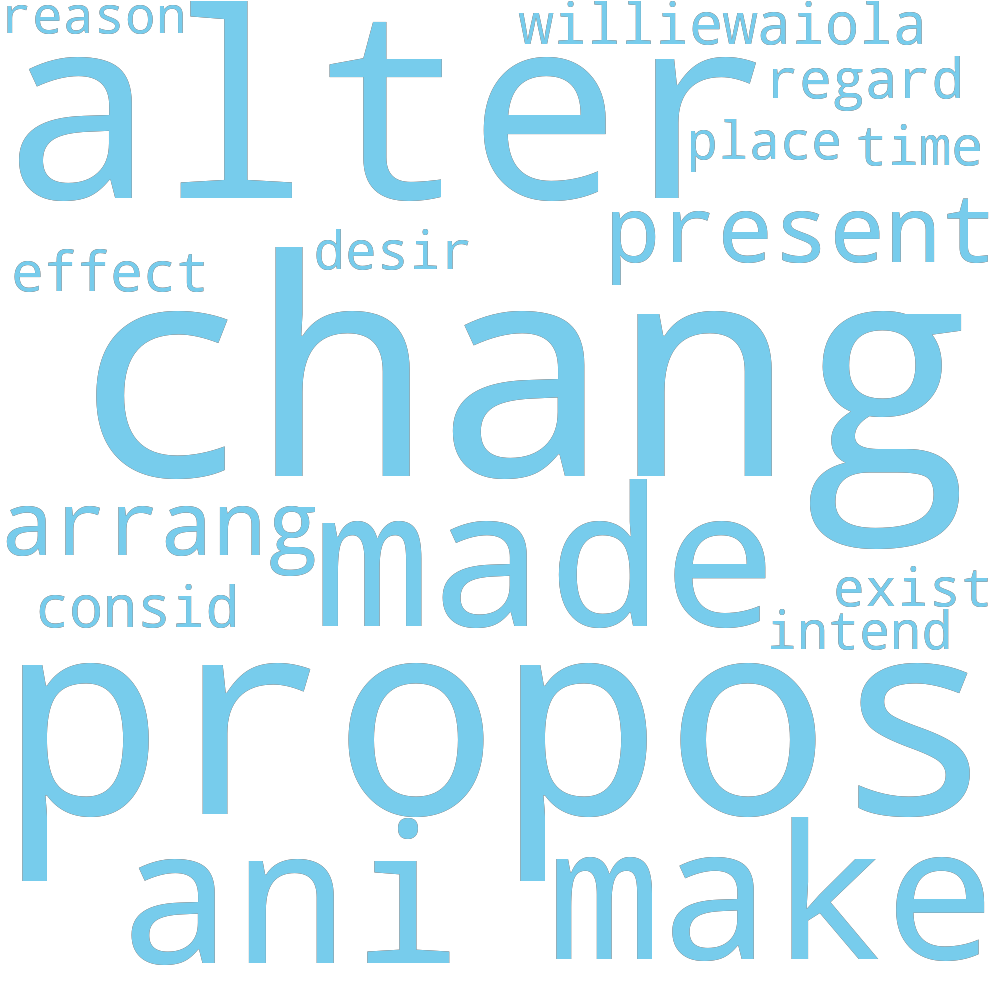 reason
williewaiola
alter
regard
place time
present
desir
effect
chang
arrang
made
exist
consid
intend
propos
ani
make